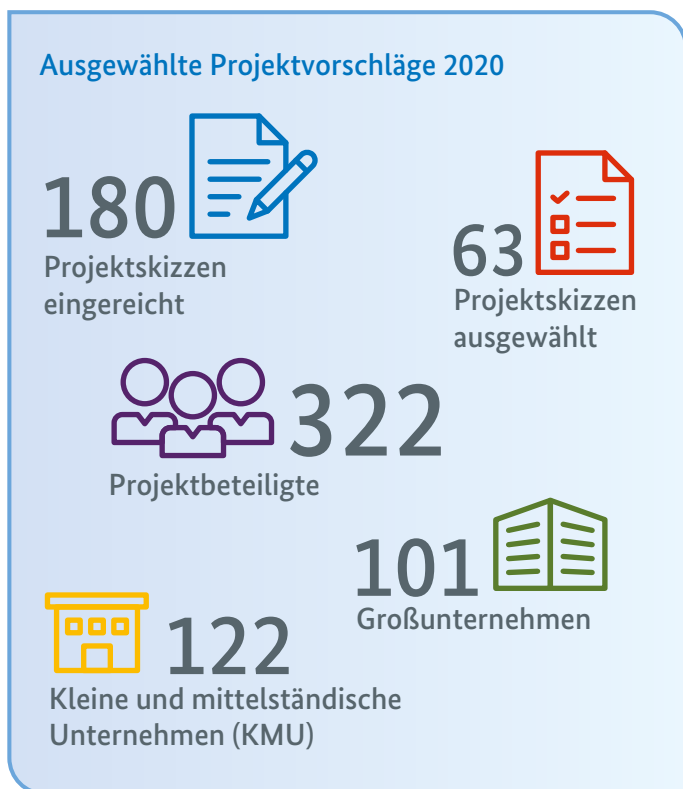 Ausgewählte Projektvorschläge 2020
180
Projektskizzen
eingereicht
63
Projektskizzen
ausgewählt
322
Projektbeteiligte
101
Großunternehmen
122
Kleine und mittelständische
Unternehmen (KMU)